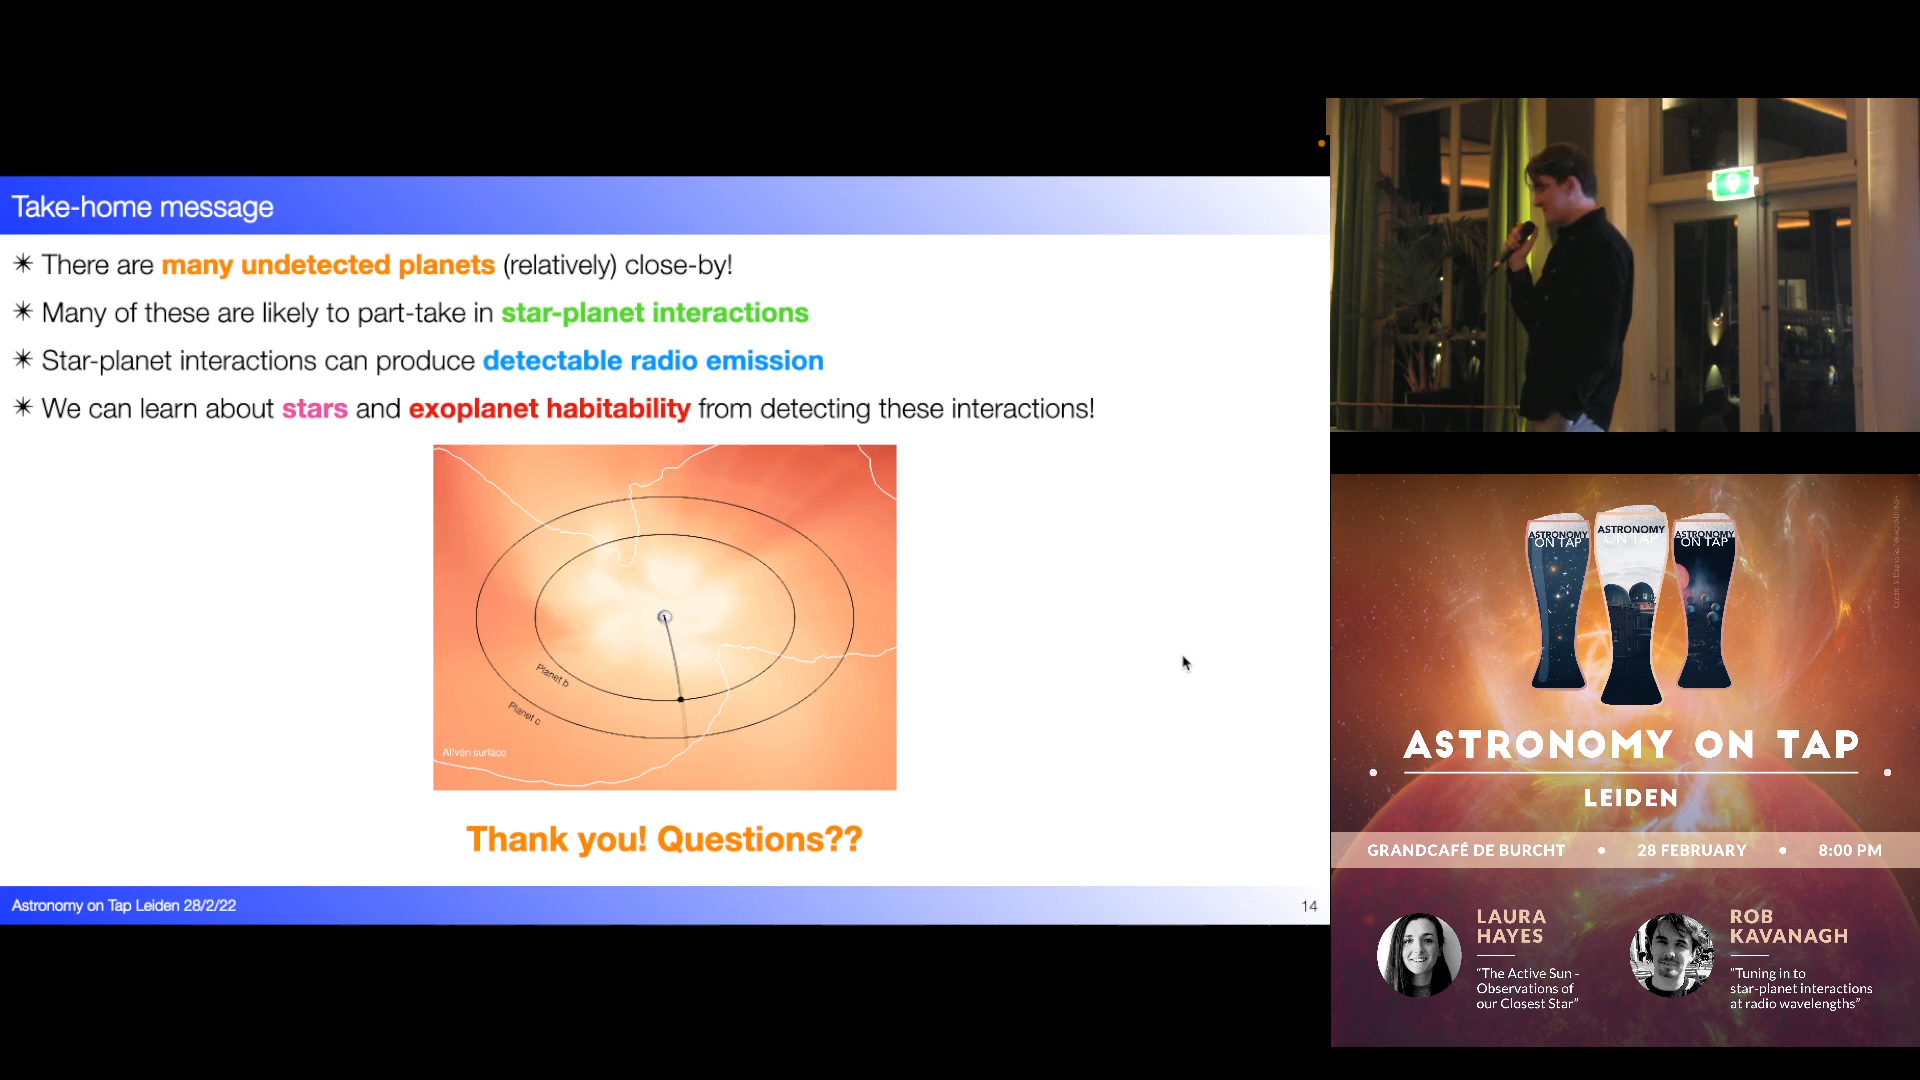 Take-home message
✴ There are many undetected planets (relatively) close-by!
✴ Many of these are likely to part-take in star-planet interactions
✴ Star-planet interactions can produce detectable radio emission
✴ We can learn about stars and exoplanet habitability from detecting these interactions!
Planet b
Planet c
Alfvén surface
Thank you! Questions??
Astronomy on Tap Leiden 28/2/22
14
ASTRONOMY
ON TAP
ASTRONOMY
ON TAP
ASTRONOMY
ON TAP
ASTRONOMY ON TAP
LEIDEN
GRANDCAFÉ DE BURCHT • 28 FEBRUARY • 8:00 PM
LAURA
HAYES
"The Active Sun -
Observations of
our Closest Star"
ROB
KAVANAGH
"Tuning in to
star-planet interactions
at radio wavelengths"